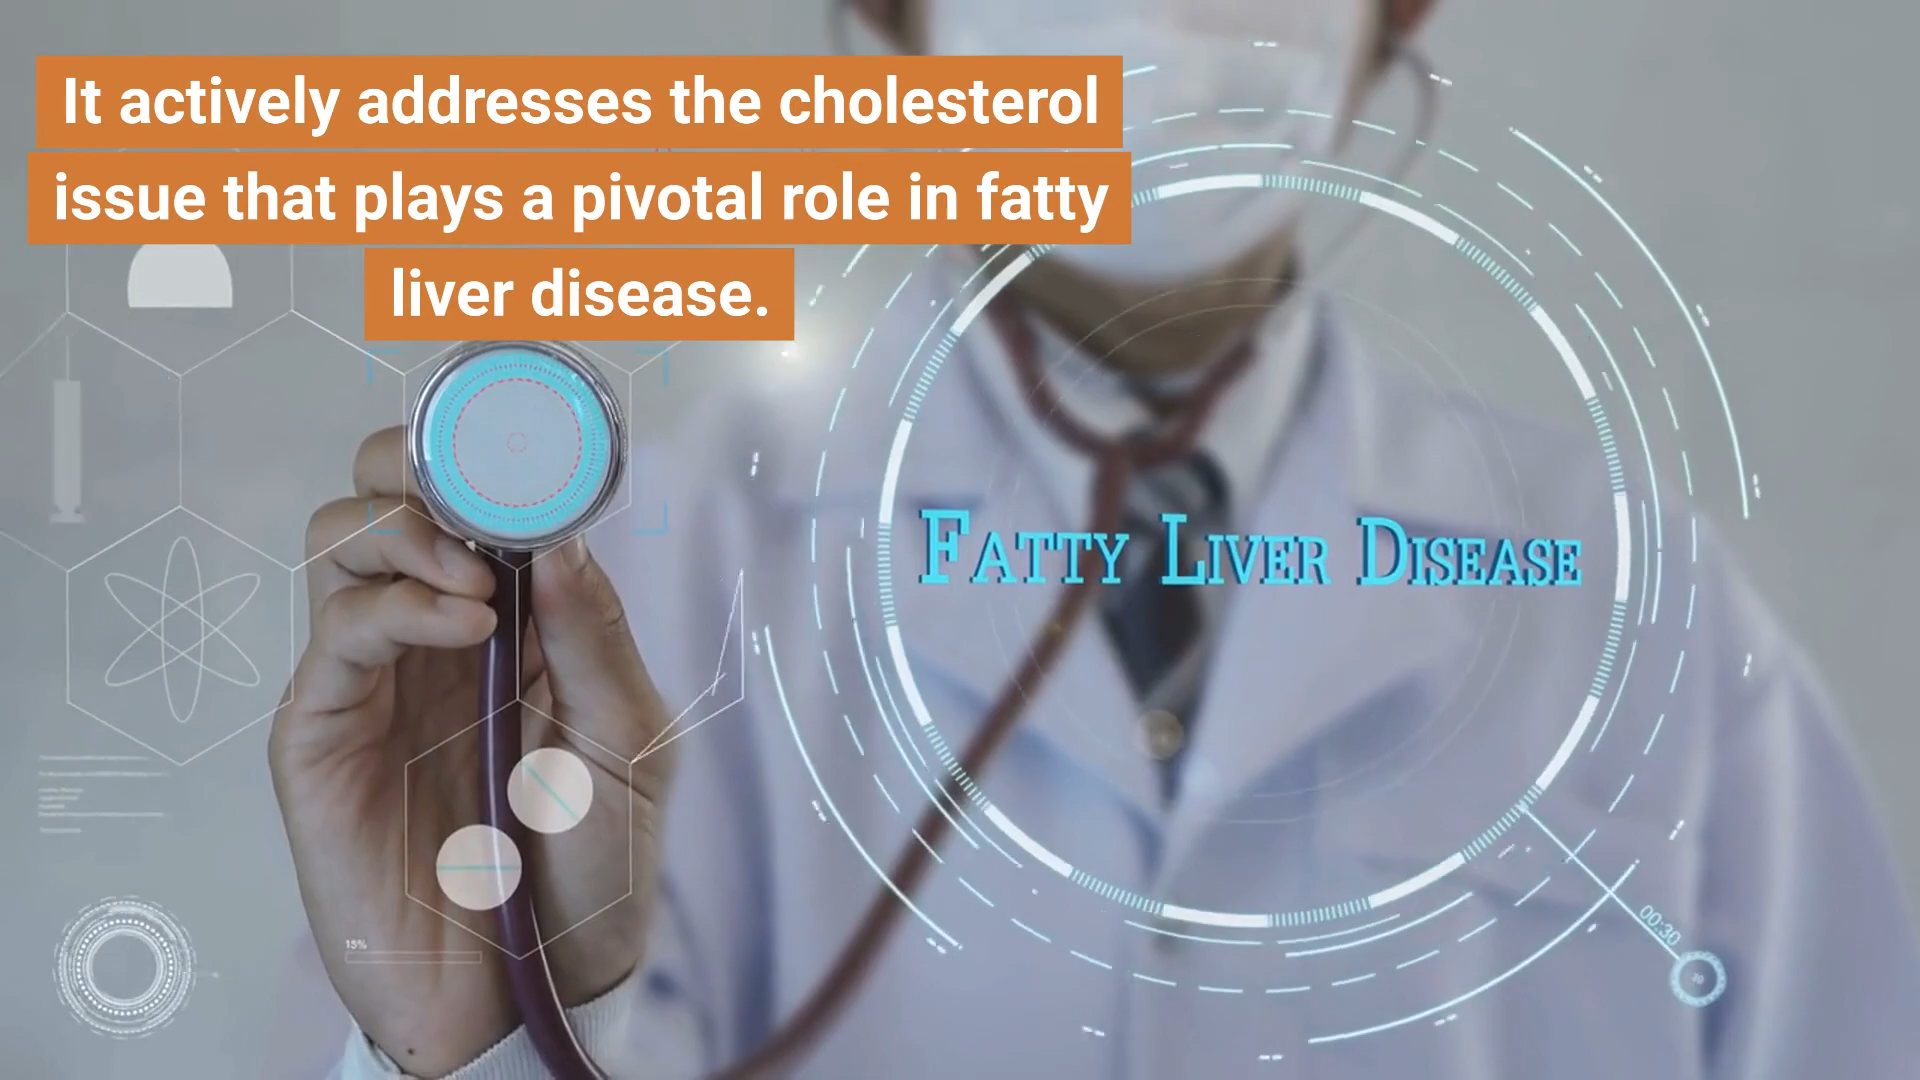 It actively addresses the cholesterol
issue that plays a pivotal role in fatty
liver disease.
FATTY LIVER DISEASE
15%
00:30
30